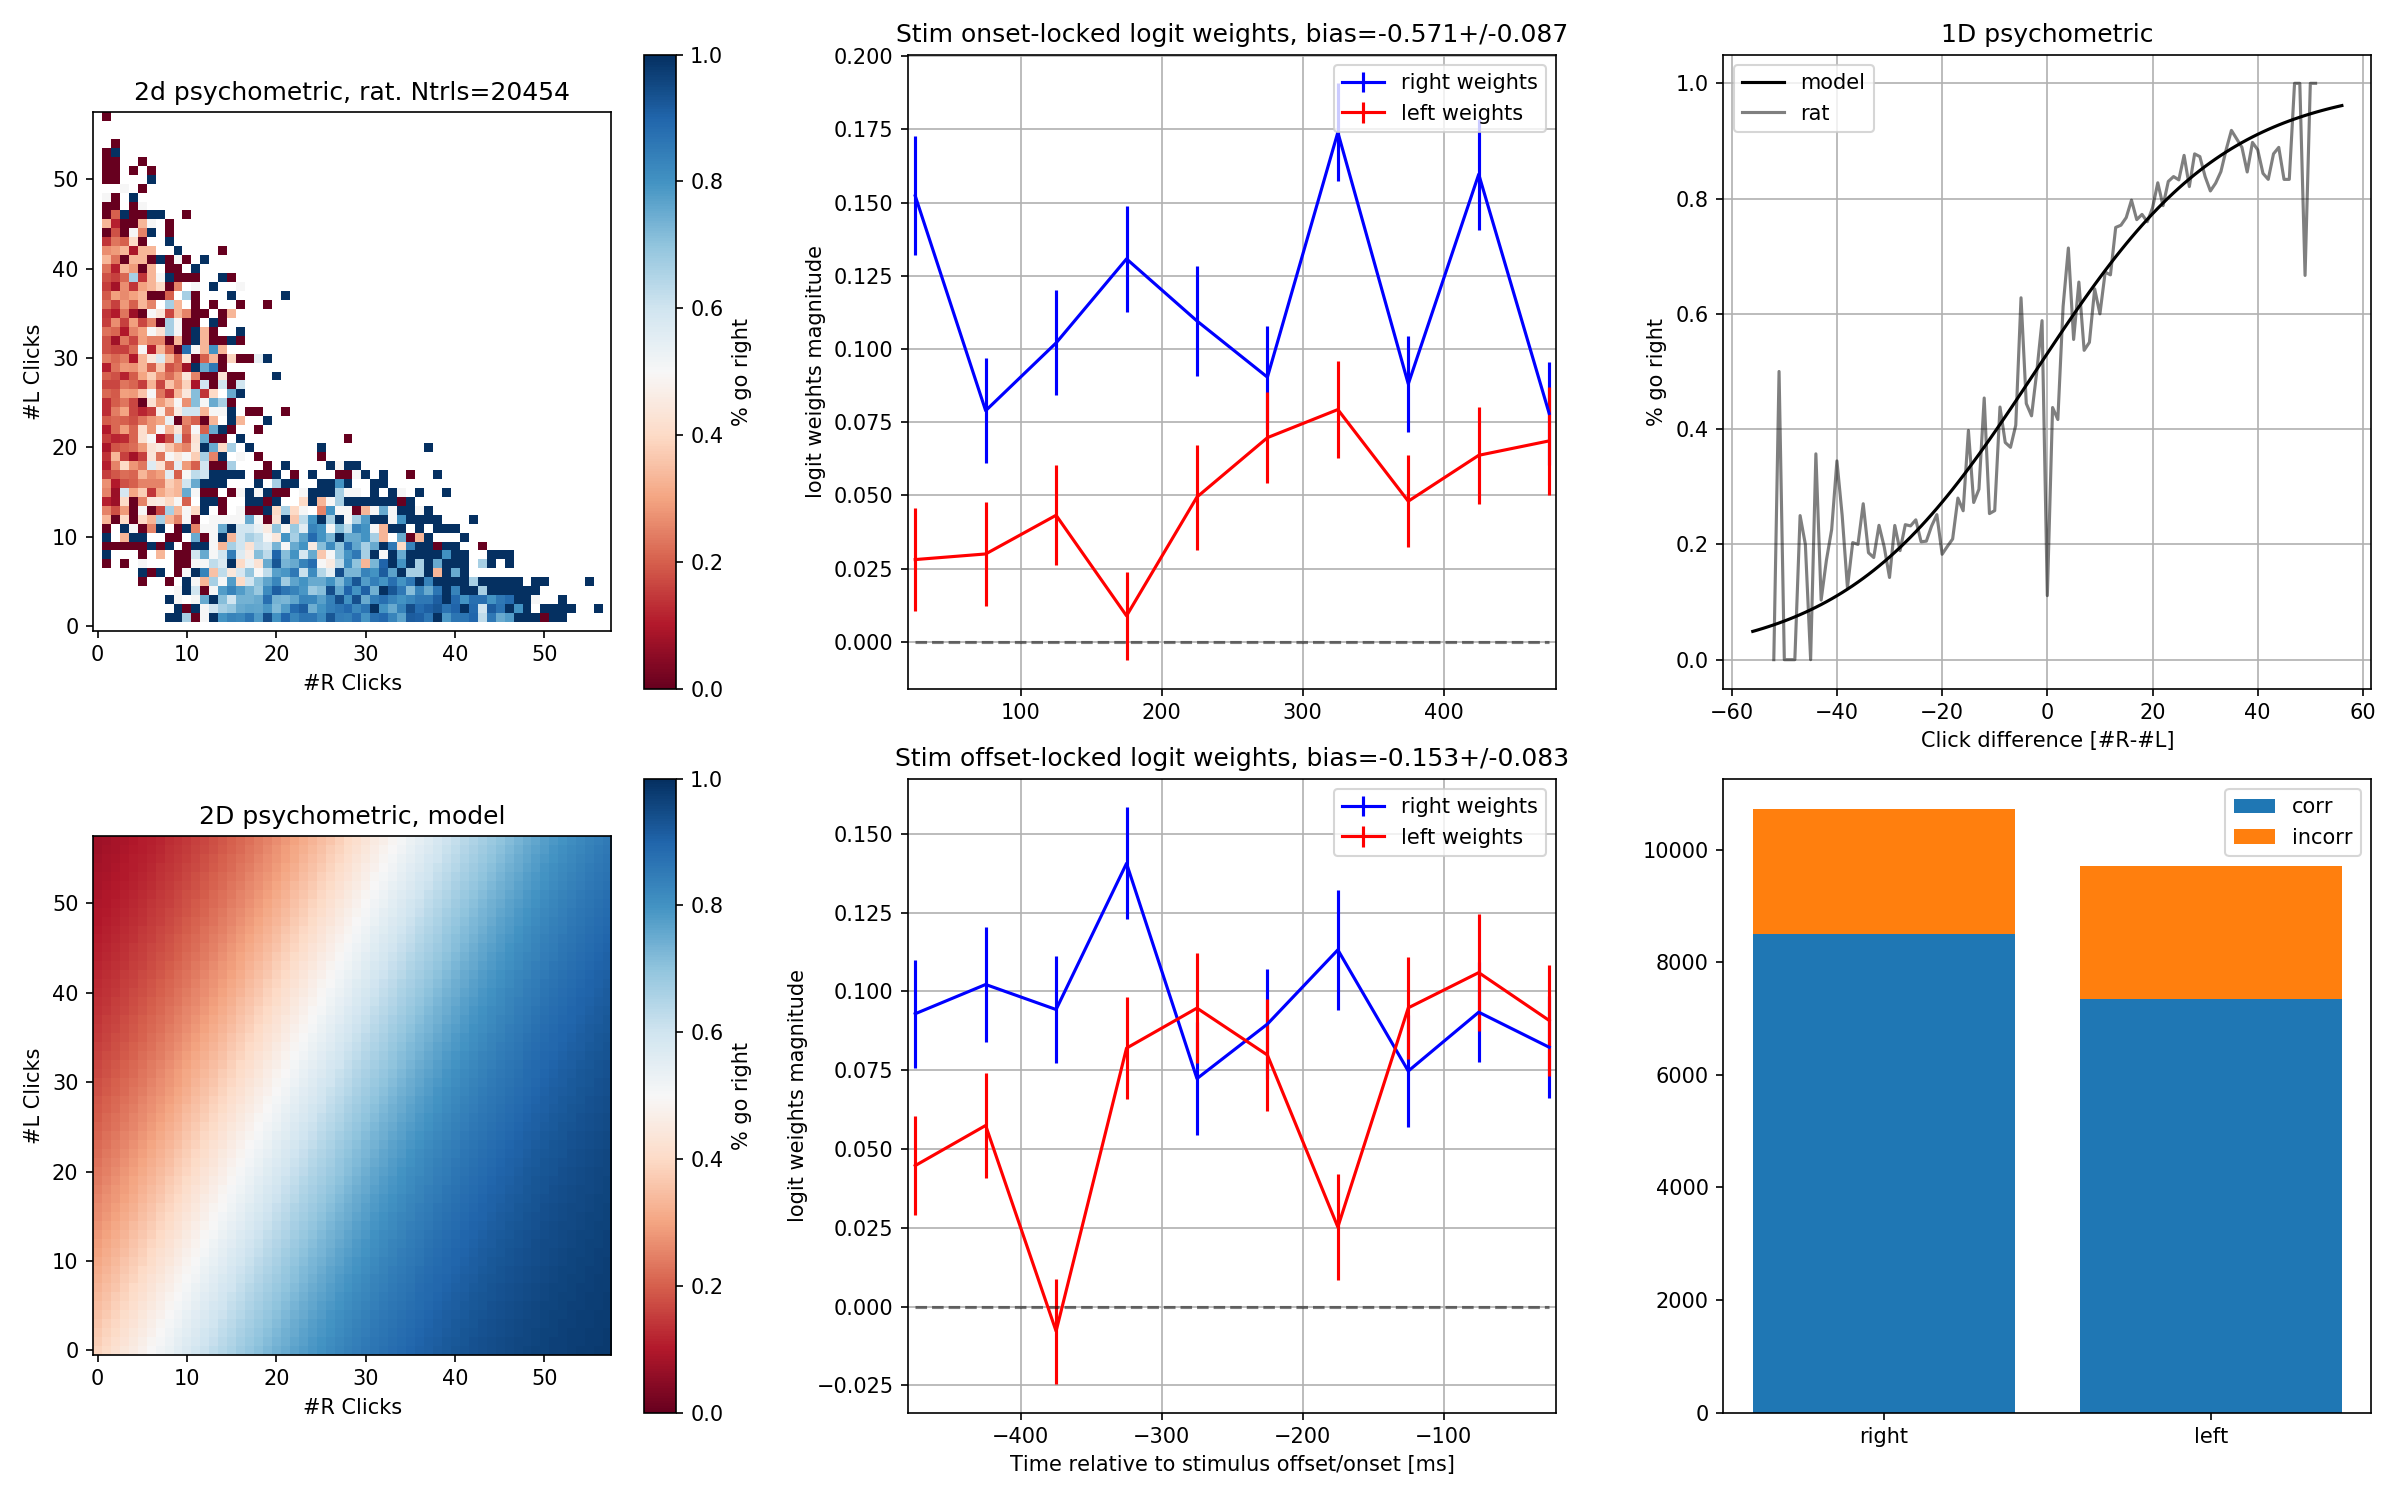 2d psychometric, rat. Ntrls=20454
#L Clicks
50
40
30
20
10
0
0 10 20 30 40 50
#R Clicks
1.0
0.8
0.6
0.4
0.2
0.0
% go right
Stim onset-locked logit weights, bias=-0.571+/-0.087
right weights
left weights
logit weights magnitude
0.200
0.175
0.150
0.125
0.100
0.075
0.050
0.025
0.000
100 200 300 400
1D psychometric
model
rat
% go right
1.0
0.8
0.6
0.4
0.2
0.0
−60 −40 −20 0 20 40 60
Click difference [#R-#L]
2D psychometric, model
#L Clicks
50
40
30
20
10
0
0 10 20 30 40 50
#R Clicks
1.0
0.8
0.6
0.4
0.2
0.0
% go right
Stim offset-locked logit weights, bias=-0.153+/-0.083
right weights
left weights
logit weights magnitude
0.150
0.125
0.100
0.075
0.050
0.025
0.000
−0.025
−400 −300 −200 −100
Time relative to stimulus offset/onset [ms]
corr
incorr
10000
8000
6000
4000
2000
0
right left